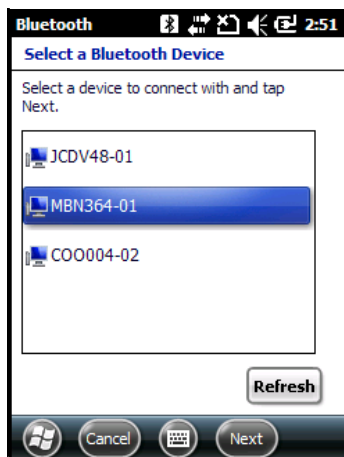 Bluetooth 2:51
Select a Bluetooth Device
Select a device to connect with and tap
Next.
JCDV48-01
MBN364-01
COO004-02
Refresh
Cancel Next